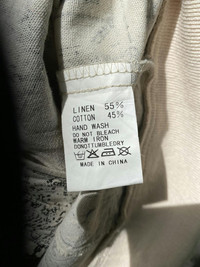 LINEN 55%
COTTON 45%
HAND WASH
DO NOT BLEACH
WARM IRON
DONOTTUMBLEDRY
MADE IN CHINA